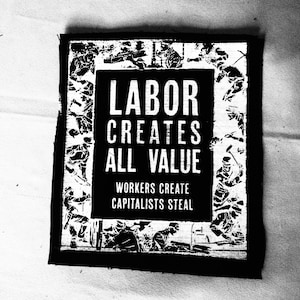 LABOR
CREATES
ALL VALUE
WORKERS CREATE
CAPITALISTS STEAL